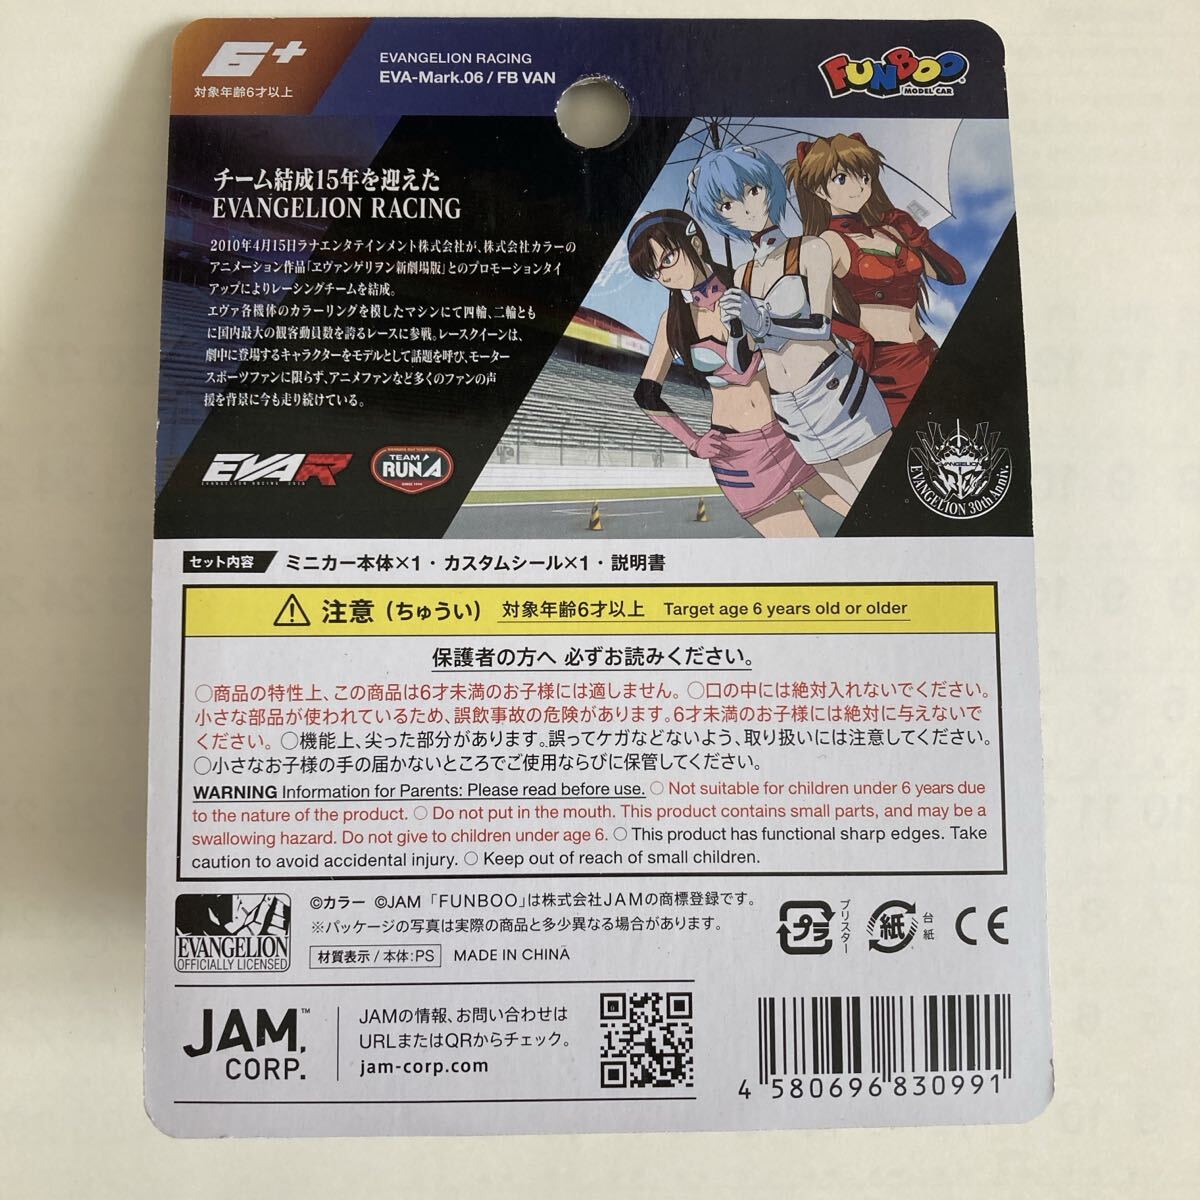 6+
対象年齢6才以上
EVANGELION RACING
EVA-Mark.06 / FB VAN
FUNBOO
MODEL CAR
チーム結成15年を迎えた
EVANGELION RACING
2010年4月15日ラナエンタテインメント株式会社が、株式会社カラーの
アニメーション作品「ヱヴァンゲリヲン新劇場版」とのプロモーションタイ
アップによりレーシングチームを結成。
エヴァ各機体のカラーリングを模したマシンにて四輪、二輪とも
に国内最大の観客動員数を誇るレースに参戦。レースクイーンは、
劇中に登場するキャラクターをモデルとして話題を呼び、モーター
スポーツファンに限らず、アニメファンなど多くのファンの声
援を背景に今も走り続けている。
EVA R
EVANGELION RACING 2010
TEAM
RUN'A
EVANGELION
EVANGELION 30th Anniv.
セット内容
ミニカー本体×1・カスタムシール×1・説明書
注意(ちゅうい) 対象年齢6才以上 Target age 6 years old or older
保護者の方へ 必ずお読みください。
○商品の特性上、この商品は6才未満のお子様には適しません。○口の中には絶対入れないでください。
小さな部品が使われているため、誤飲事故の危険があります。6才未満のお子様には絶対に与えないで
ください。○機能上、尖った部分があります。誤ってケガなどないよう、取り扱いには注意してください。
○小さなお子様の手の届かないところでご使用ならびに保管してください。
WARNING Information for Parents: Please read before use. ○ Not suitable for children under 6 years due
to the nature of the product. ○ Do not put in the mouth. This product contains small parts, and may be a
swallowing hazard. Do not give to children under age 6. ○ This product has functional sharp edges. Take
caution to avoid accidental injury. ○ Keep out of reach of small children.
EVANGELION
OFFICIALLY LICENSED
©カラー ©JAM 「FUNBOO」は株式会社JAMの商標登録です。
※パッケージの写真は実際の商品と多少異なる場合があります。
材質表示 / 本体:PS
MADE IN CHINA
プラ
ブリスター
紙
台紙
CE
JAM™
CORP.
JAMの情報、お問い合わせは
URLまたはQRからチェック。
jam-corp.com
4 580696 830991